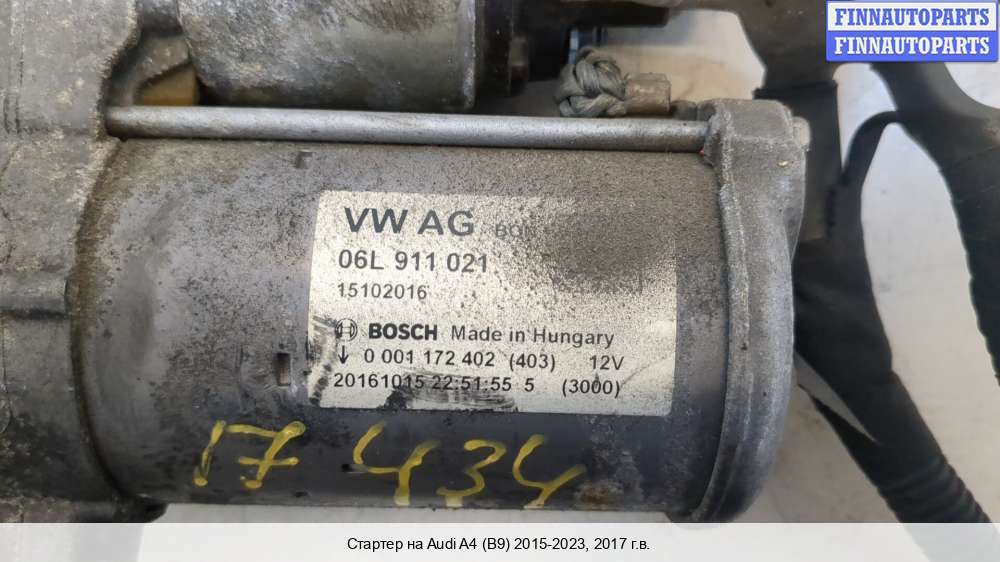 FINNAUTOPARTS
FINNAUTOPARTS
VW AG
06L 911 021
15102016
BOSCH Made in Hungary
↓ 0 001 172 402 (403) 12V
20161015 22:51:55 5 (3000)
17 434
Стартер на Audi A4 (B9) 2015-2023, 2017 г.в.